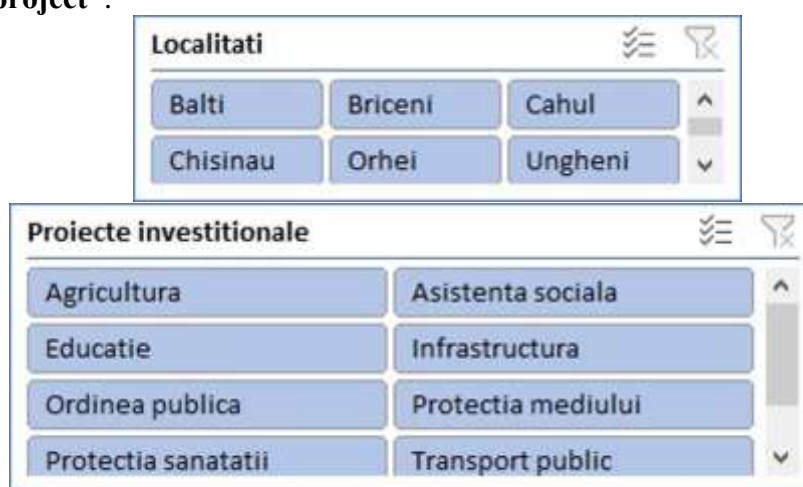 project" .
Localitati
Balti Briceni Cahul
Chisinau Orhei Ungheni
Proiecte investitionale
Agricultura Asistenta sociala
Educatie Infrastructura
Ordinea publica Protectia mediului
Protectia sanatatii Transport public